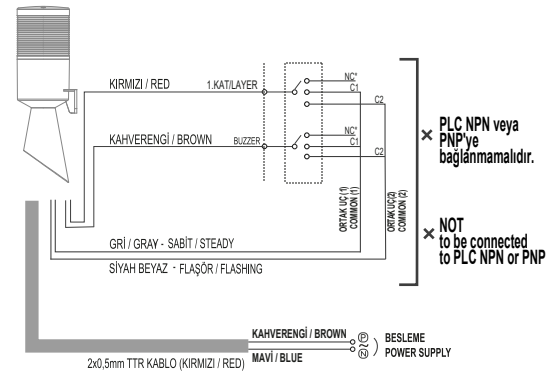 KIRMIZI / RED
1.KAT/LAYER
NC*
C1
C2
KAHVERENGİ / BROWN
BUZZER
NC*
C1
C2
× PLC NPN veya
PNP'ye
bağlanmamalıdır.
ORTAK UÇ (1)
COMMON (1)
ORTAK UÇ(2)
COMMON (2)
× NOT
to be connected
to PLC NPN or PNP
GRİ / GRAY - SABİT / STEADY
SİYAH BEYAZ - FLAŞÖR / FLASHING
KAHVERENGİ / BROWN
P
BESLEME
~
MAVİ / BLUE
N
POWER SUPPLY
2x0,5mm TTR KABLO (KIRMIZI / RED)